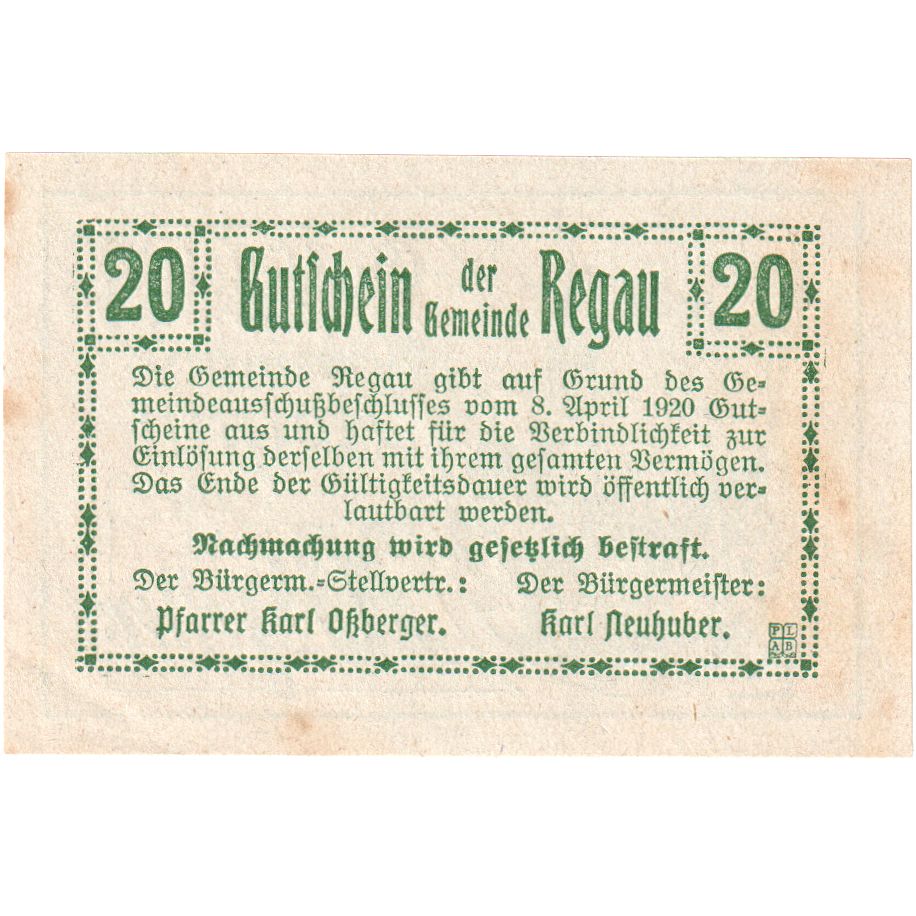 20 Gutschein der Gemeinde Regau 20
Die Gemeinde Regau gibt auf Grund des Ge-
meindeausschußbeschlusses vom 8. April 1920 Gut-
scheine aus und haftet für die Verbindlichkeit zur
Einlösung derselben mit ihrem gesamten Vermögen.
Das Ende der Gültigkeitsdauer wird öffentlich ver-
lautbart werden.
Nachmachung wird gesetzlich bestraft.
Der Bürgerm.-Stellvertr.: Der Bürgermeister:
Pfarrer Karl Oßberger. Karl Neuhuber.
PL
AB